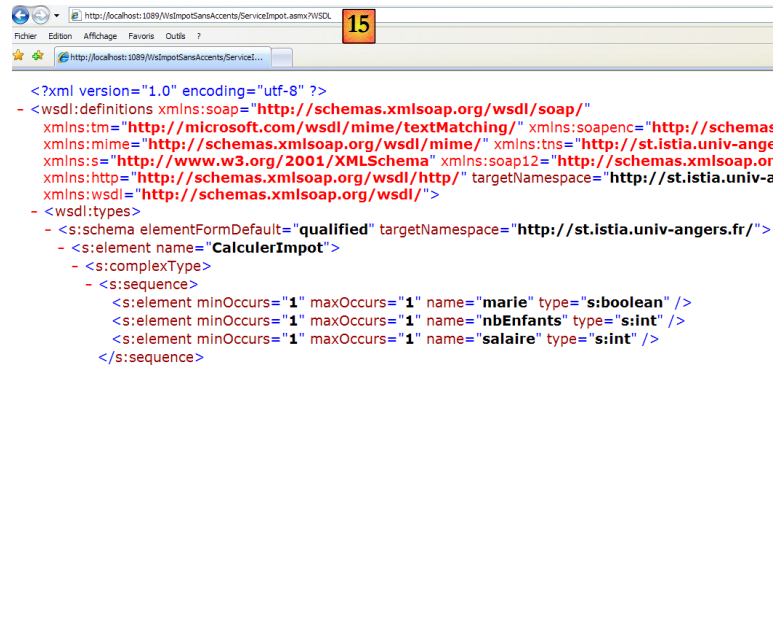 http://localhost:1089/WsImpotSansAccents/ServiceImpot.asmx?WSDL
15
Fichier Edition Affichage Favoris Outils ?
http://localhost:1089/WsImpotSansAccents/ServiceI...
<?xml version="1.0" encoding="utf-8" ?>
- <wsdl:definitions xmlns:soap="http://schemas.xmlsoap.org/wsdl/soap/"
xmlns:tm="http://microsoft.com/wsdl/mime/textMatching/" xmlns:soapenc="http://schemas
xmlns:mime="http://schemas.xmlsoap.org/wsdl/mime/" xmlns:tns="http://st.istia.univ-ange
xmlns:s="http://www.w3.org/2001/XMLSchema" xmlns:soap12="http://schemas.xmlsoap.or
xmlns:http="http://schemas.xmlsoap.org/wsdl/http/" targetNamespace="http://st.istia.univ-a
xmlns:wsdl="http://schemas.xmlsoap.org/wsdl/">
- <wsdl:types>
- <s:schema elementFormDefault="qualified" targetNamespace="http://st.istia.univ-angers.fr/">
- <s:element name="CalculerImpot">
- <s:complexType>
- <s:sequence>
<s:element minOccurs="1" maxOccurs="1" name="marie" type="s:boolean" />
<s:element minOccurs="1" maxOccurs="1" name="nbEnfants" type="s:int" />
<s:element minOccurs="1" maxOccurs="1" name="salaire" type="s:int" />
</s:sequence>